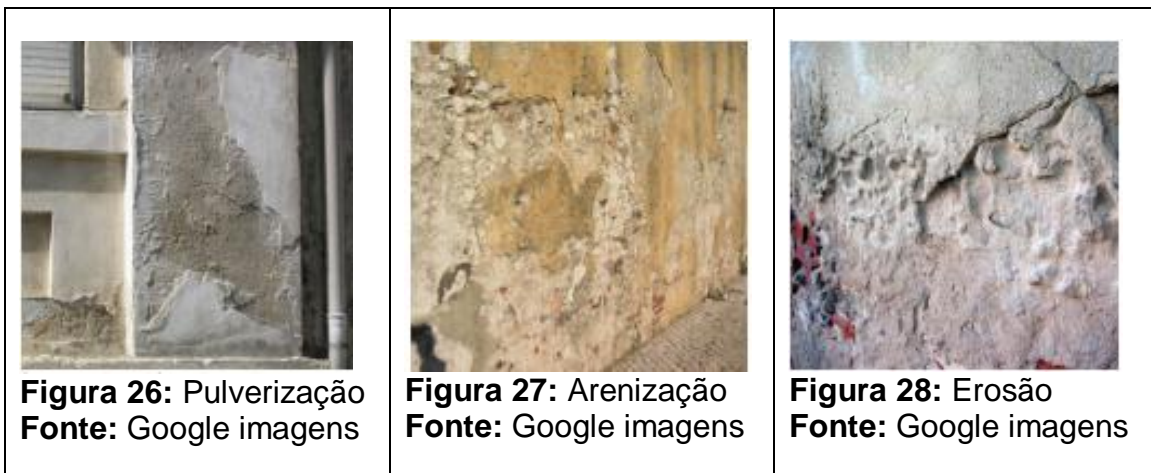 Figura 26: Pulverização
Fonte: Google imagens
Figura 27: Arenização
Fonte: Google imagens
Figura 28: Erosão
Fonte: Google imagens